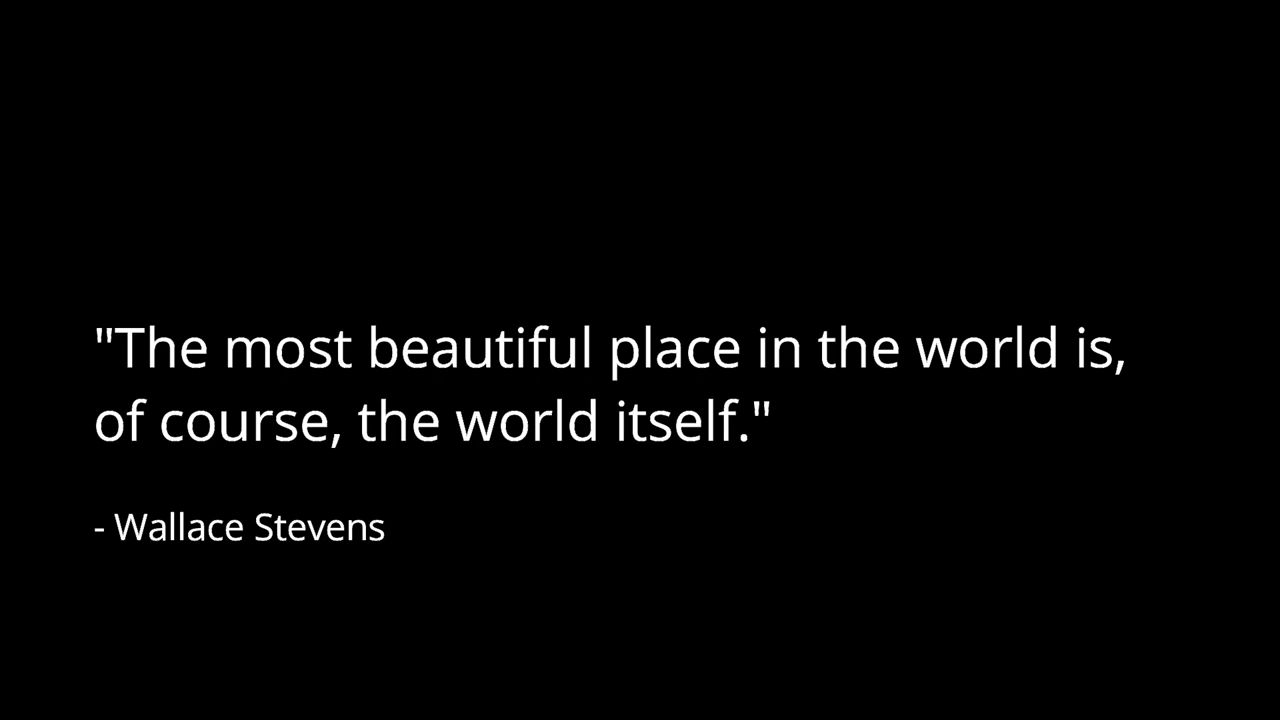 "The most beautiful place in the world is,
of course, the world itself."
- Wallace Stevens